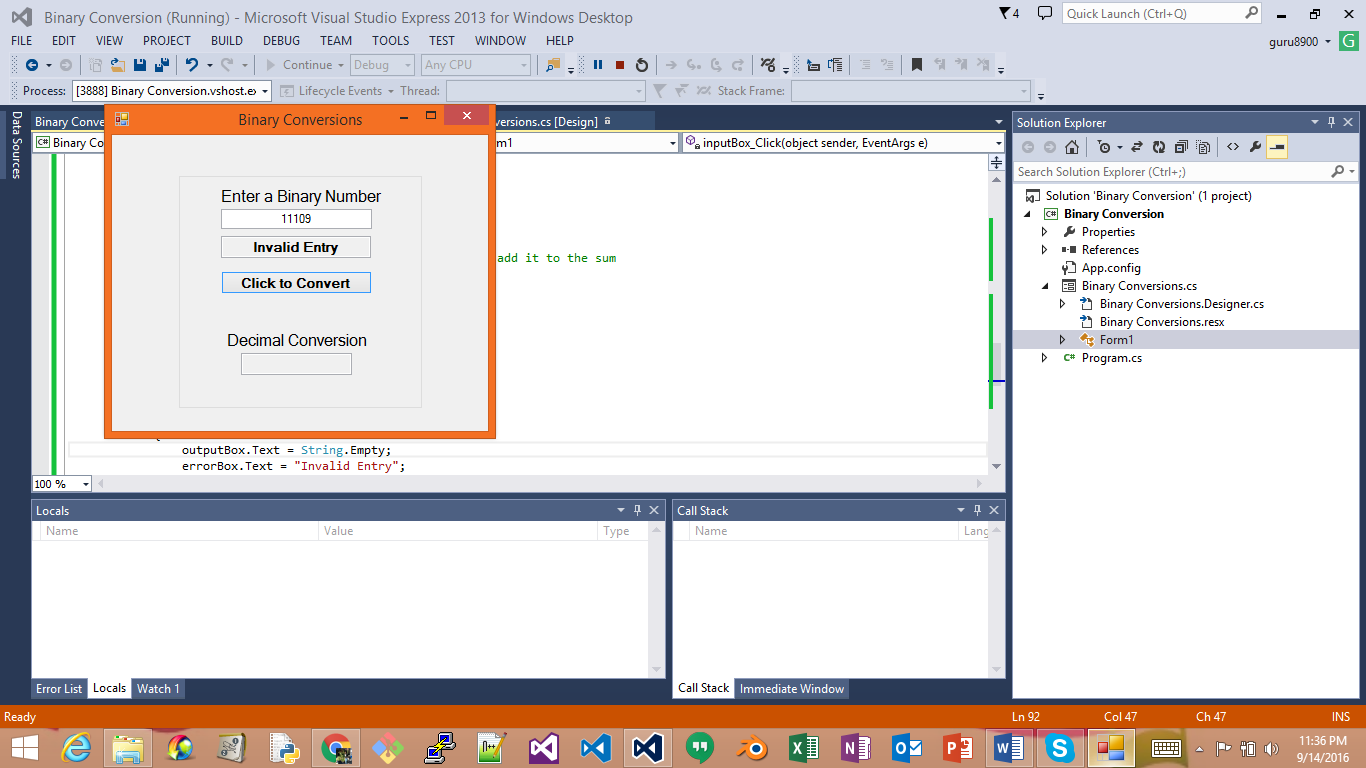 Binary Conversion (Running) - Microsoft Visual Studio Express 2013 for Windows Desktop
4
Quick Launch (Ctrl+Q)
FILE EDIT VIEW PROJECT BUILD DEBUG TEAM TOOLS TEST WINDOW HELP
guru8900
G
Continue Debug Any CPU
Process: [3888] Binary Conversion.vshost.ex Lifecycle Events Thread: Stack Frame:
Data Sources
Binary Conve
ersions.cs [Design]
Binary Co
m1
inputBox_Click(object sender, EventArgs e)
Binary Conversions
Enter a Binary Number
11109
Invalid Entry
Click to Convert
Decimal Conversion
add it to the sum
outputBox.Text = String.Empty;
errorBox.Text = "Invalid Entry";
100 %
Locals
Name Value Type
Error List Locals Watch 1
Call Stack
Name Lang
Call Stack Immediate Window
Solution Explorer
Search Solution Explorer (Ctrl+;)
Solution 'Binary Conversion' (1 project)
C# Binary Conversion
Properties
References
App.config
Binary Conversions.cs
Binary Conversions.Designer.cs
Binary Conversions.resx
Form1
C# Program.cs
Ready Ln 92 Col 47 Ch 47 INS
11:36 PM
9/14/2016